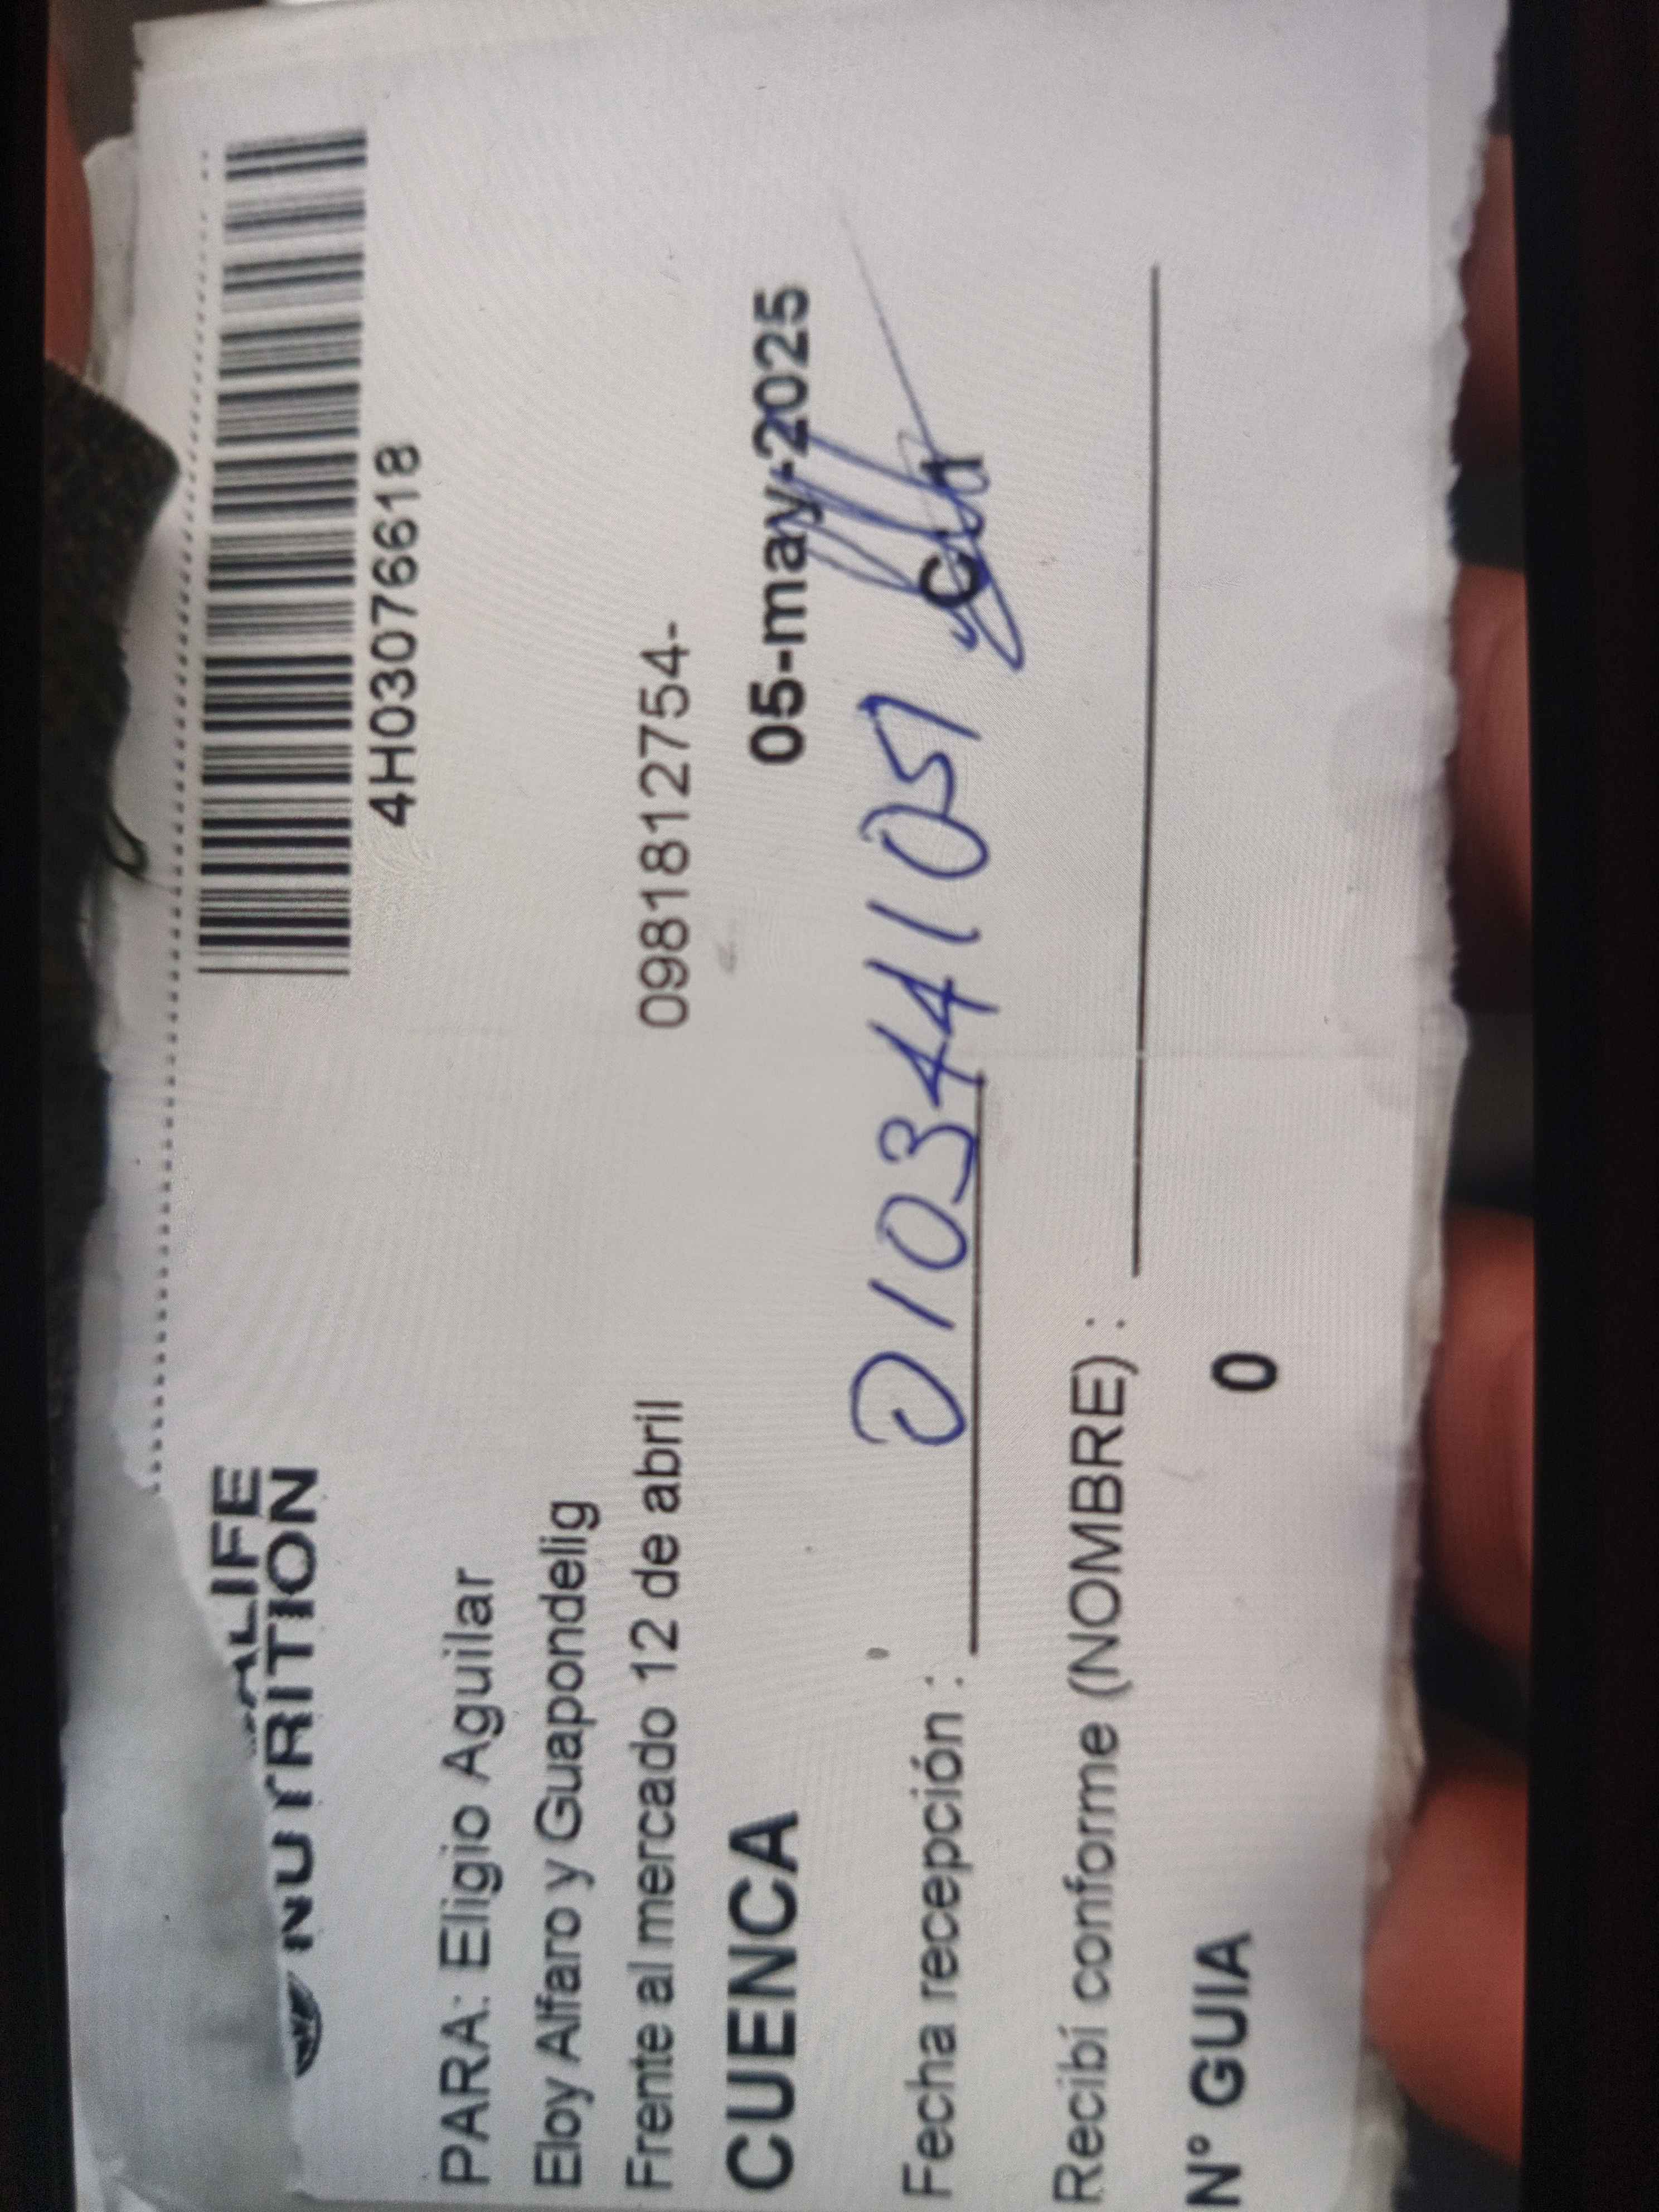 NUTRITION
4H03076618
PARA: Eligio Aguilar
Eloy Alfaro y Guapondelig
Frente al mercado 12 de abril
0981812754-
CUENCA
05-may-2025
Fecha recepción :
0103441051
Recibí conforme (NOMBRE) :
N° GUIA 0